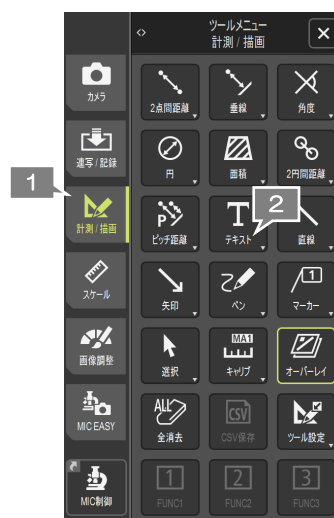 ツールメニュー
計測 / 描画
カメラ
連写 / 記録
計測 / 描画
スケール
画像調整
MIC EASY
MIC制御
1
2点間距離
垂線
角度
円
面積
2円間距離
P
ピッチ距離
T
テキスト
2
直線
矢印
ペン
1
マーカー
選択
MA1
キャリブ
オーバーレイ
ALL
全消去
CSV
CSV保存
ツール設定
1
FUNC1
2
FUNC2
3
FUNC3